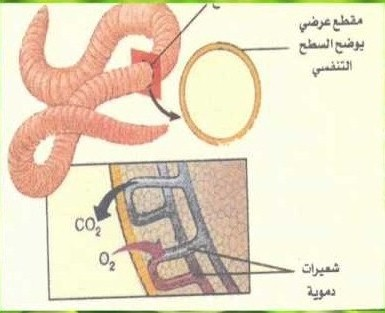 مقطع عرضي
يوضح السطح
التنفسي
CO₂
O₂
شعيرات
دموية